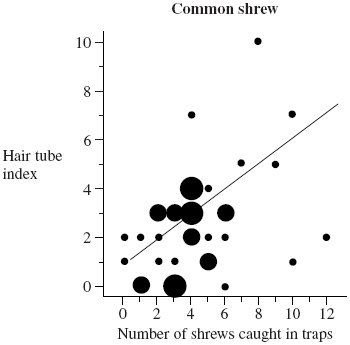 Common shrew
10
8
6
Hair tube
index
4
2
0
0 2 4 6 8 10 12
Number of shrews caught in traps